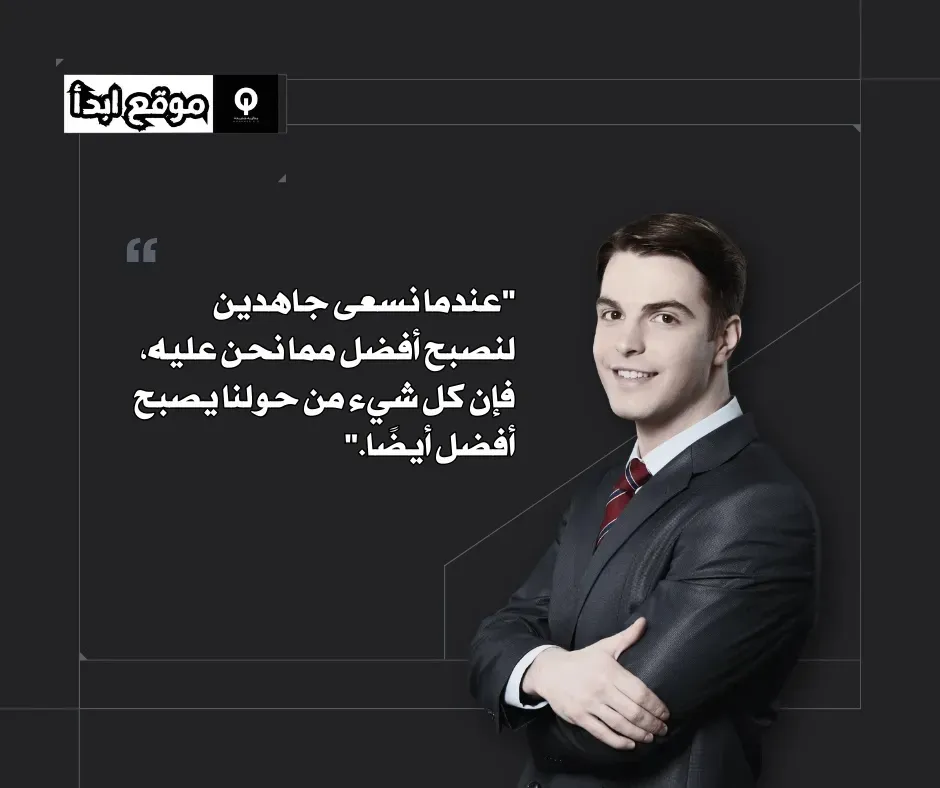 موقع ابدأ
"عندما نسعى جاهدين
لنصبح أفضل مما نحن عليه،
فإن كل شيء من حولنا يصبح
أفضل أيضًا."